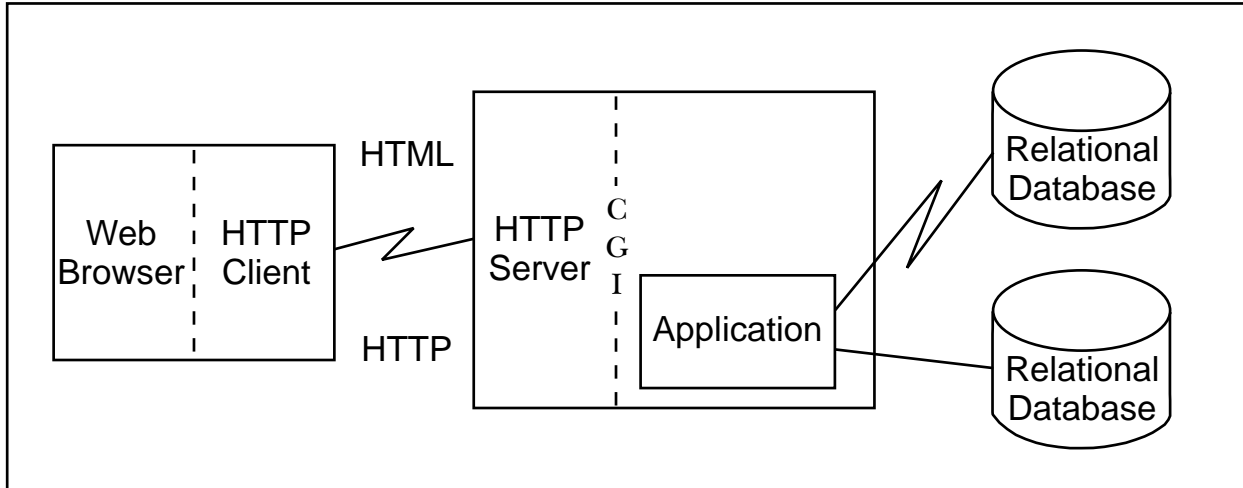 Web
Browser
HTTP
Client
HTML
HTTP
HTTP
Server
C
G
I
Application
Relational
Database
Relational
Database